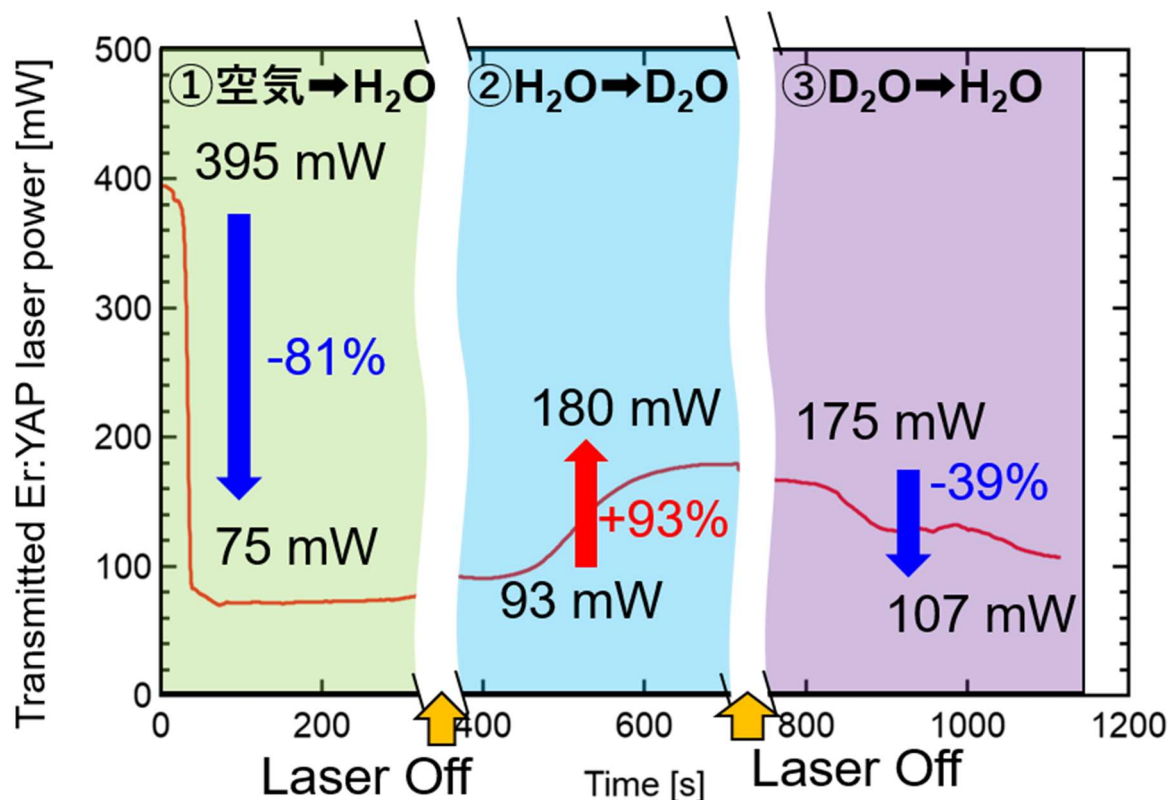 Transmitted Er:YAP laser power [mW]
500
400
300
200
100
0
①空気➡H₂O
395 mW
-81%
75 mW
②H₂O➡D₂O
180 mW
+93%
93 mW
③D₂O➡H₂O
175 mW
-39%
107 mW
0 200 400 600 800 1000 1200
Laser Off
Time [s]
Laser Off